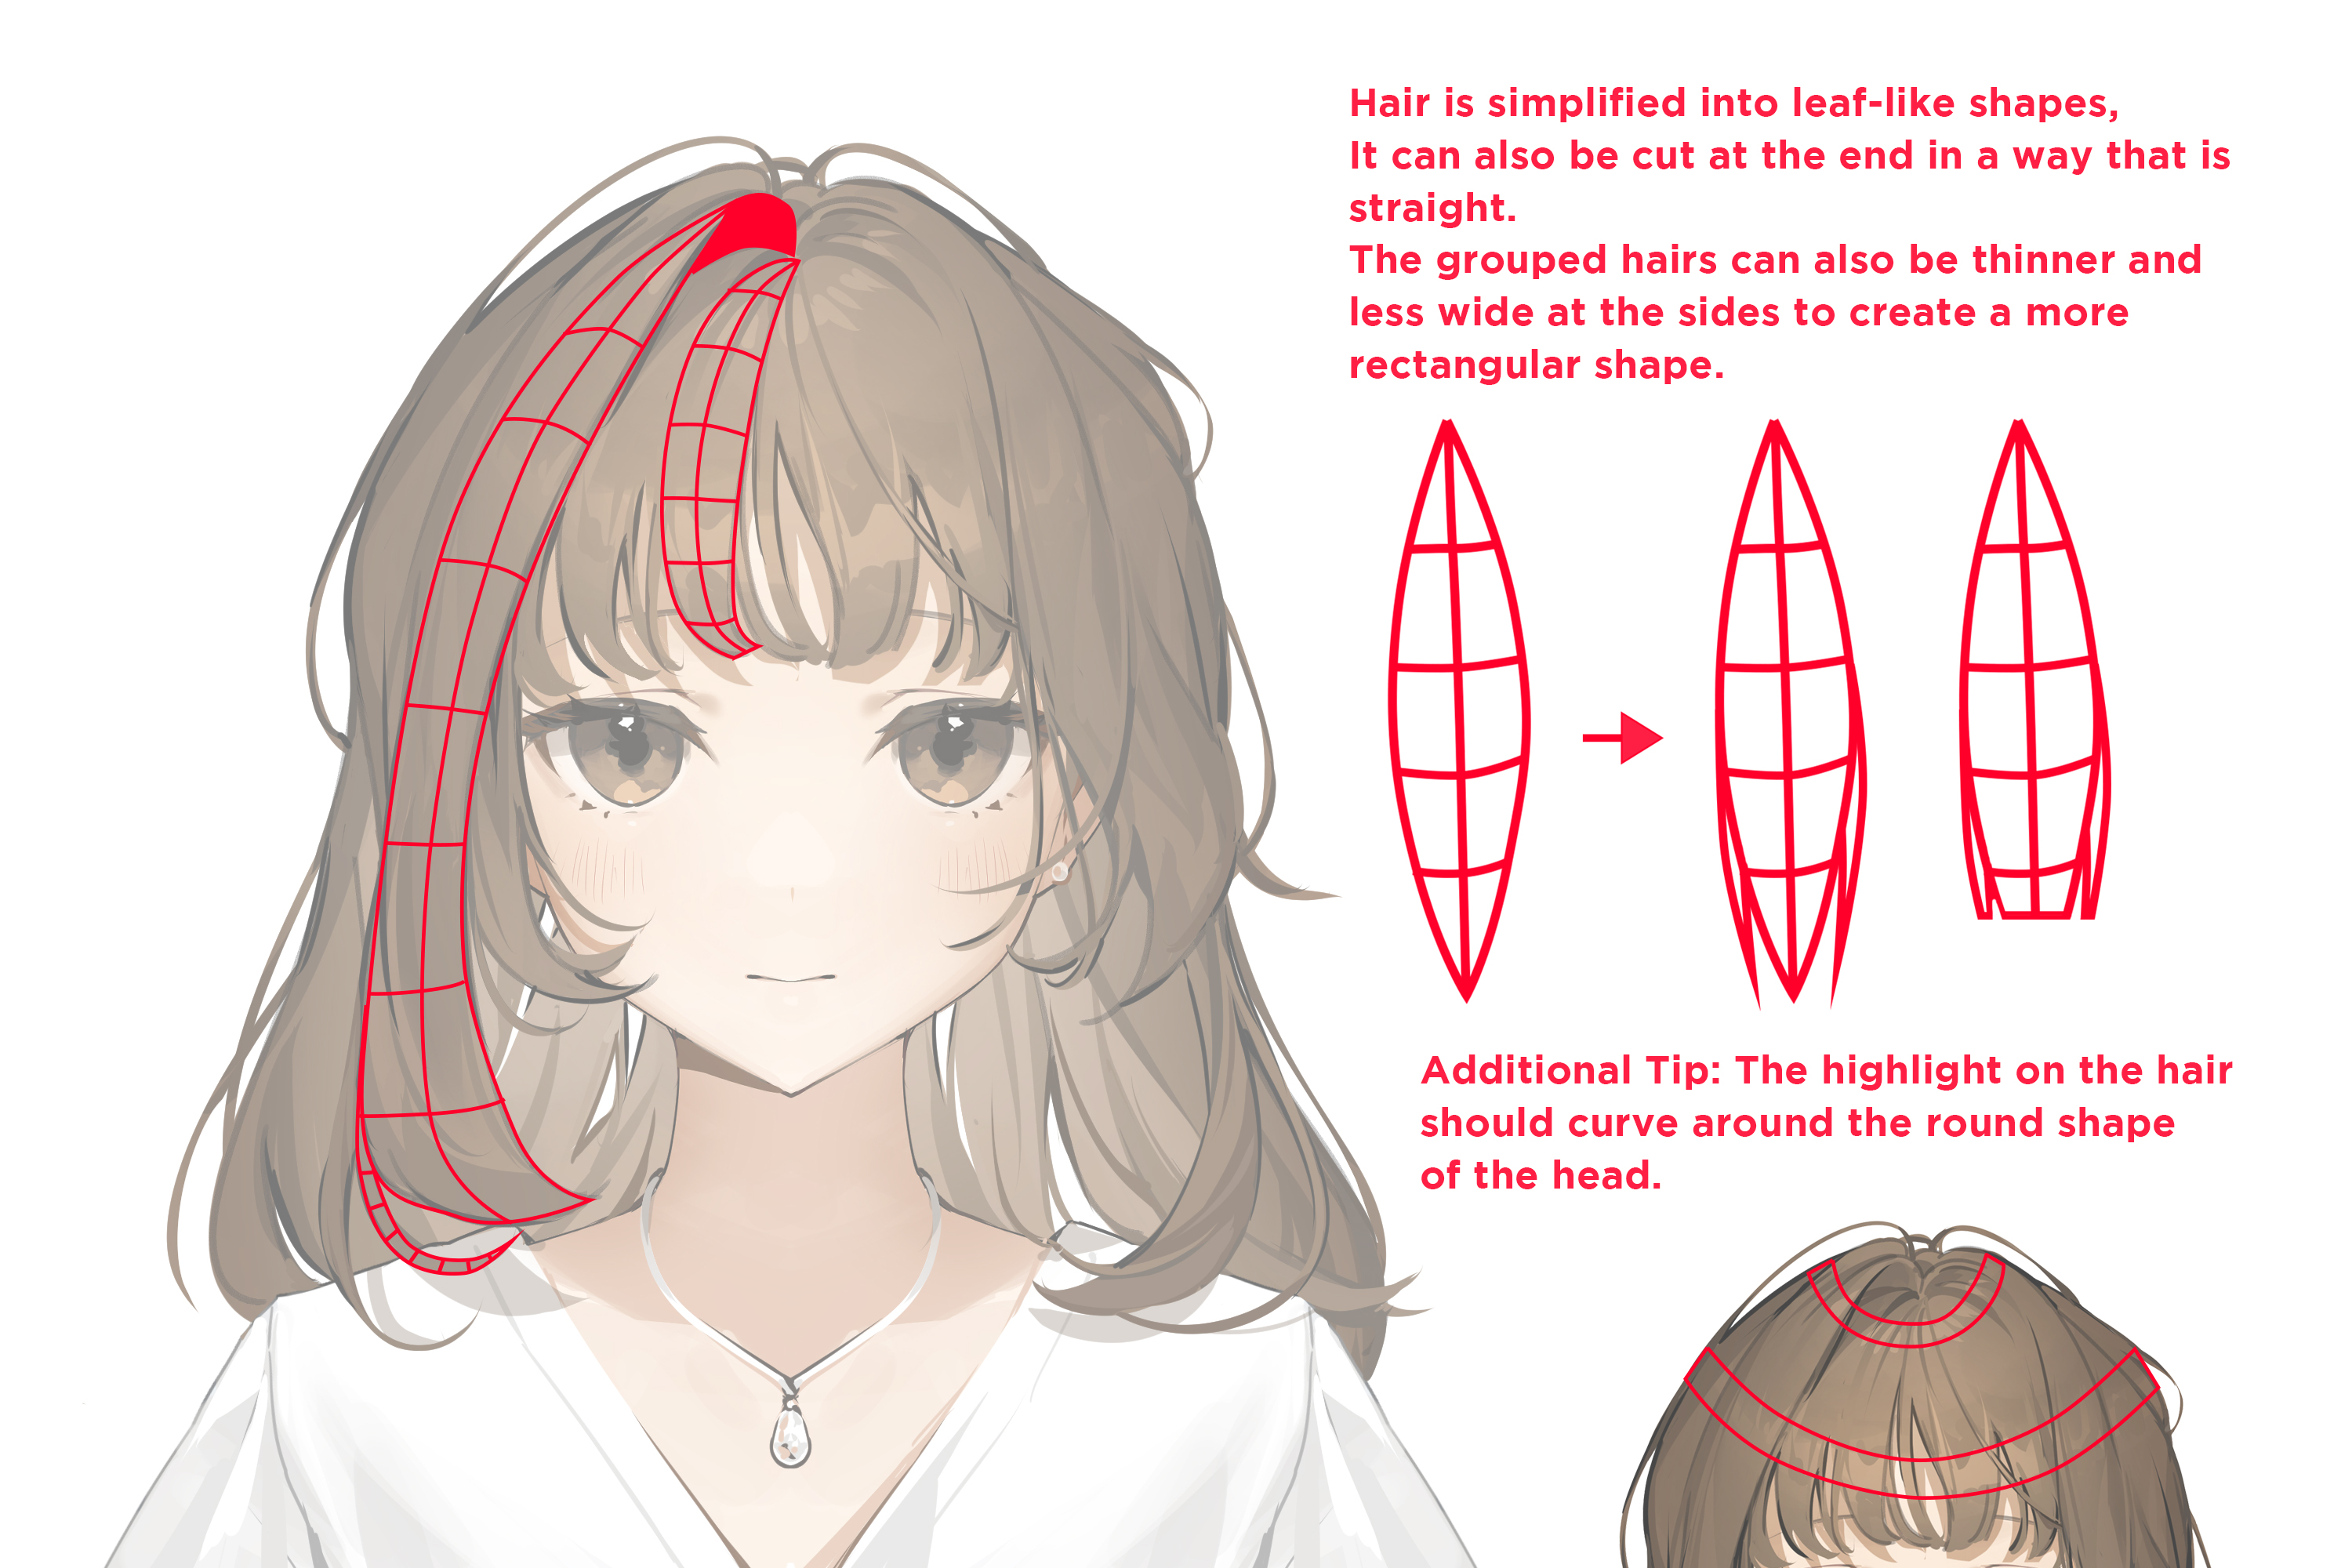 Hair is simplified into leaf-like shapes,
It can also be cut at the end in a way that is
straight.
The grouped hairs can also be thinner and
less wide at the sides to create a more
rectangular shape.
Additional Tip: The highlight on the hair
should curve around the round shape
of the head.